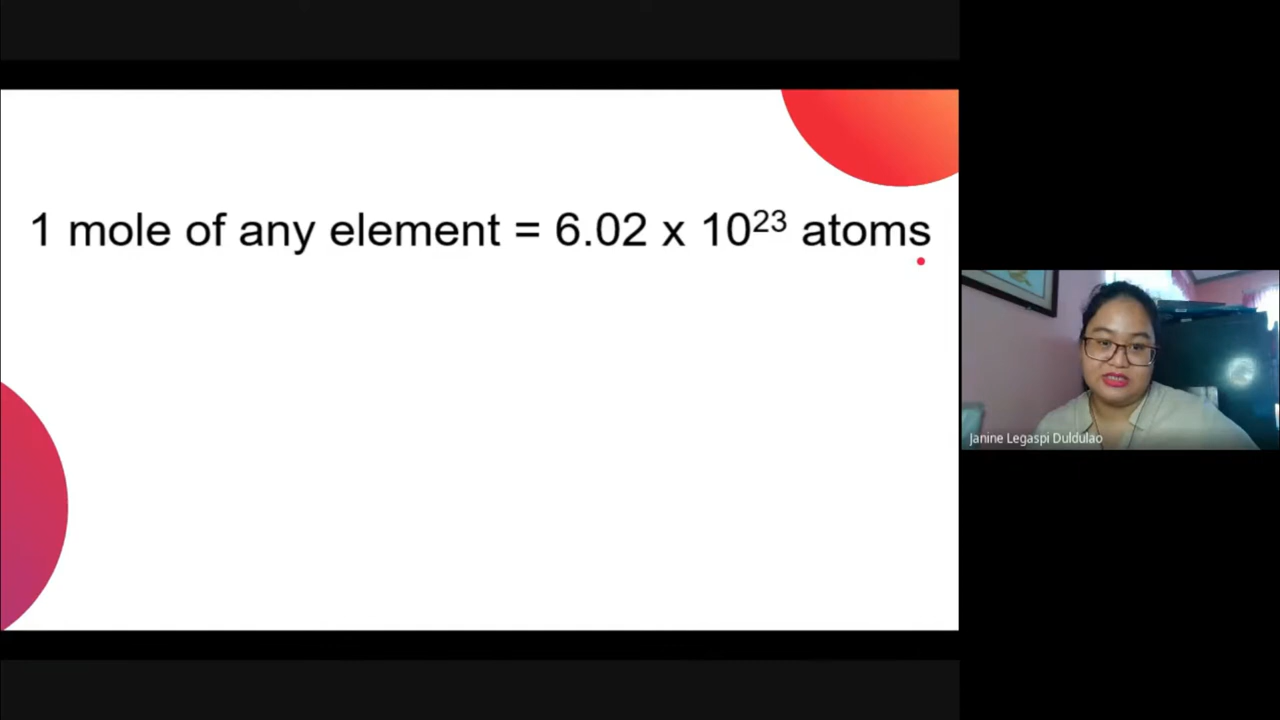 1 mole of any element = 6.02 x 10²³ atoms
Janine Legaspi Duldulao